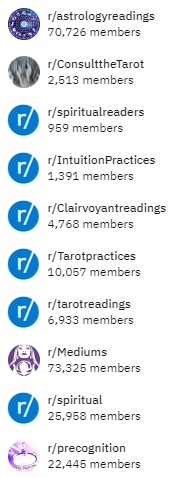 r/astrologyreadings
70,726 members
r/ConsulttheTarot
2,513 members
r/
r/spiritualreaders
959 members
r/
r/IntuitionPractices
1,391 members
r/
r/Clairvoyantreadings
4,768 members
r/
r/Tarotpractices
10,057 members
r/
r/tarotreadings
6,933 members
r/Mediums
73,325 members
r/
r/spiritual
25,958 members
r/precognition
22,445 members